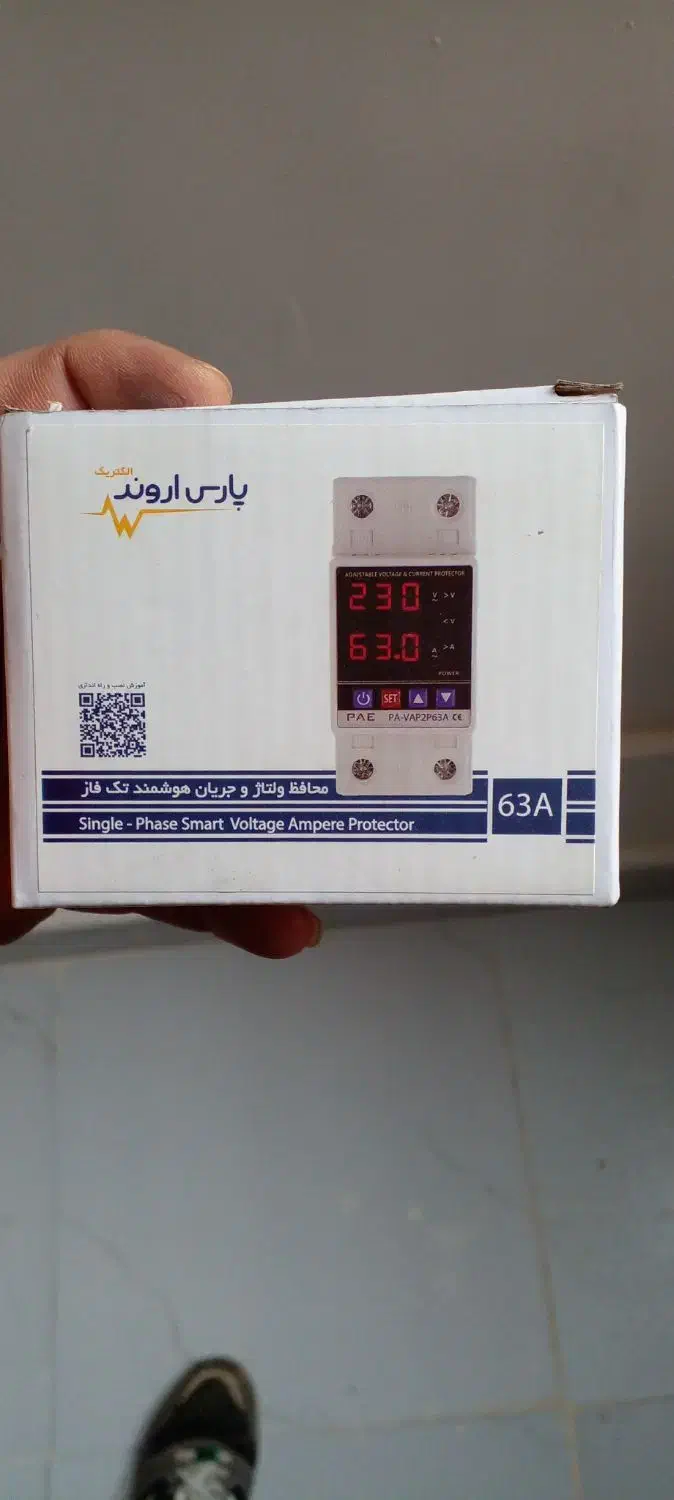 الکتریک
پارس اروند
ADJUSTABLE VOLTAGE & CURRENT PROTECTOR
230 V >V
<V
63.0 A >A
POWER
SET
PAE PA-VAP2P63A CE
آموزش نصب و راه اندازی
محافظ ولتاژ و جریان هوشمند تک فاز
Single - Phase Smart Voltage Ampere Protector
63A